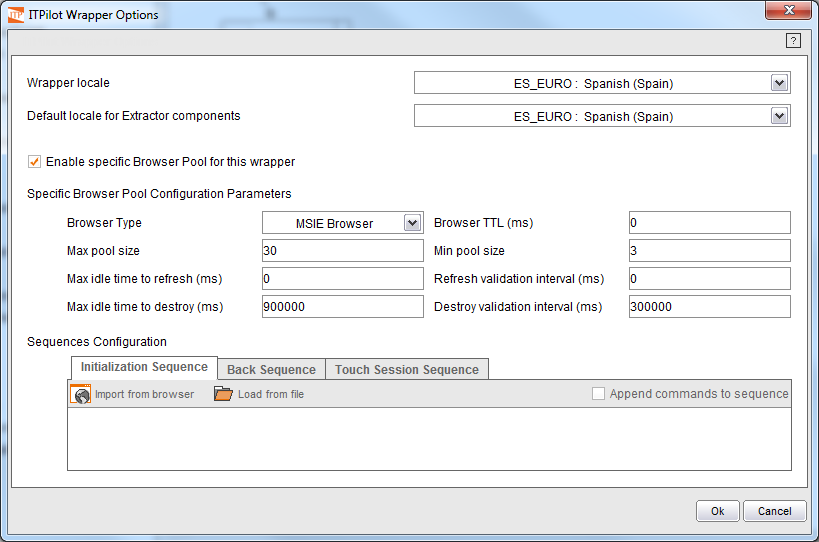 ITP ITPilot Wrapper Options
?
Wrapper locale ES_EURO : Spanish (Spain)
Default locale for Extractor components ES_EURO : Spanish (Spain)
Enable specific Browser Pool for this wrapper
Specific Browser Pool Configuration Parameters
Browser Type MSIE Browser Browser TTL (ms) 0
Max pool size 30 Min pool size 3
Max idle time to refresh (ms) 0 Refresh validation interval (ms) 0
Max idle time to destroy (ms) 900000 Destroy validation interval (ms) 300000
Sequences Configuration
Initialization Sequence Back Sequence Touch Session Sequence
Import from browser Load from file Append commands to sequence
Ok Cancel